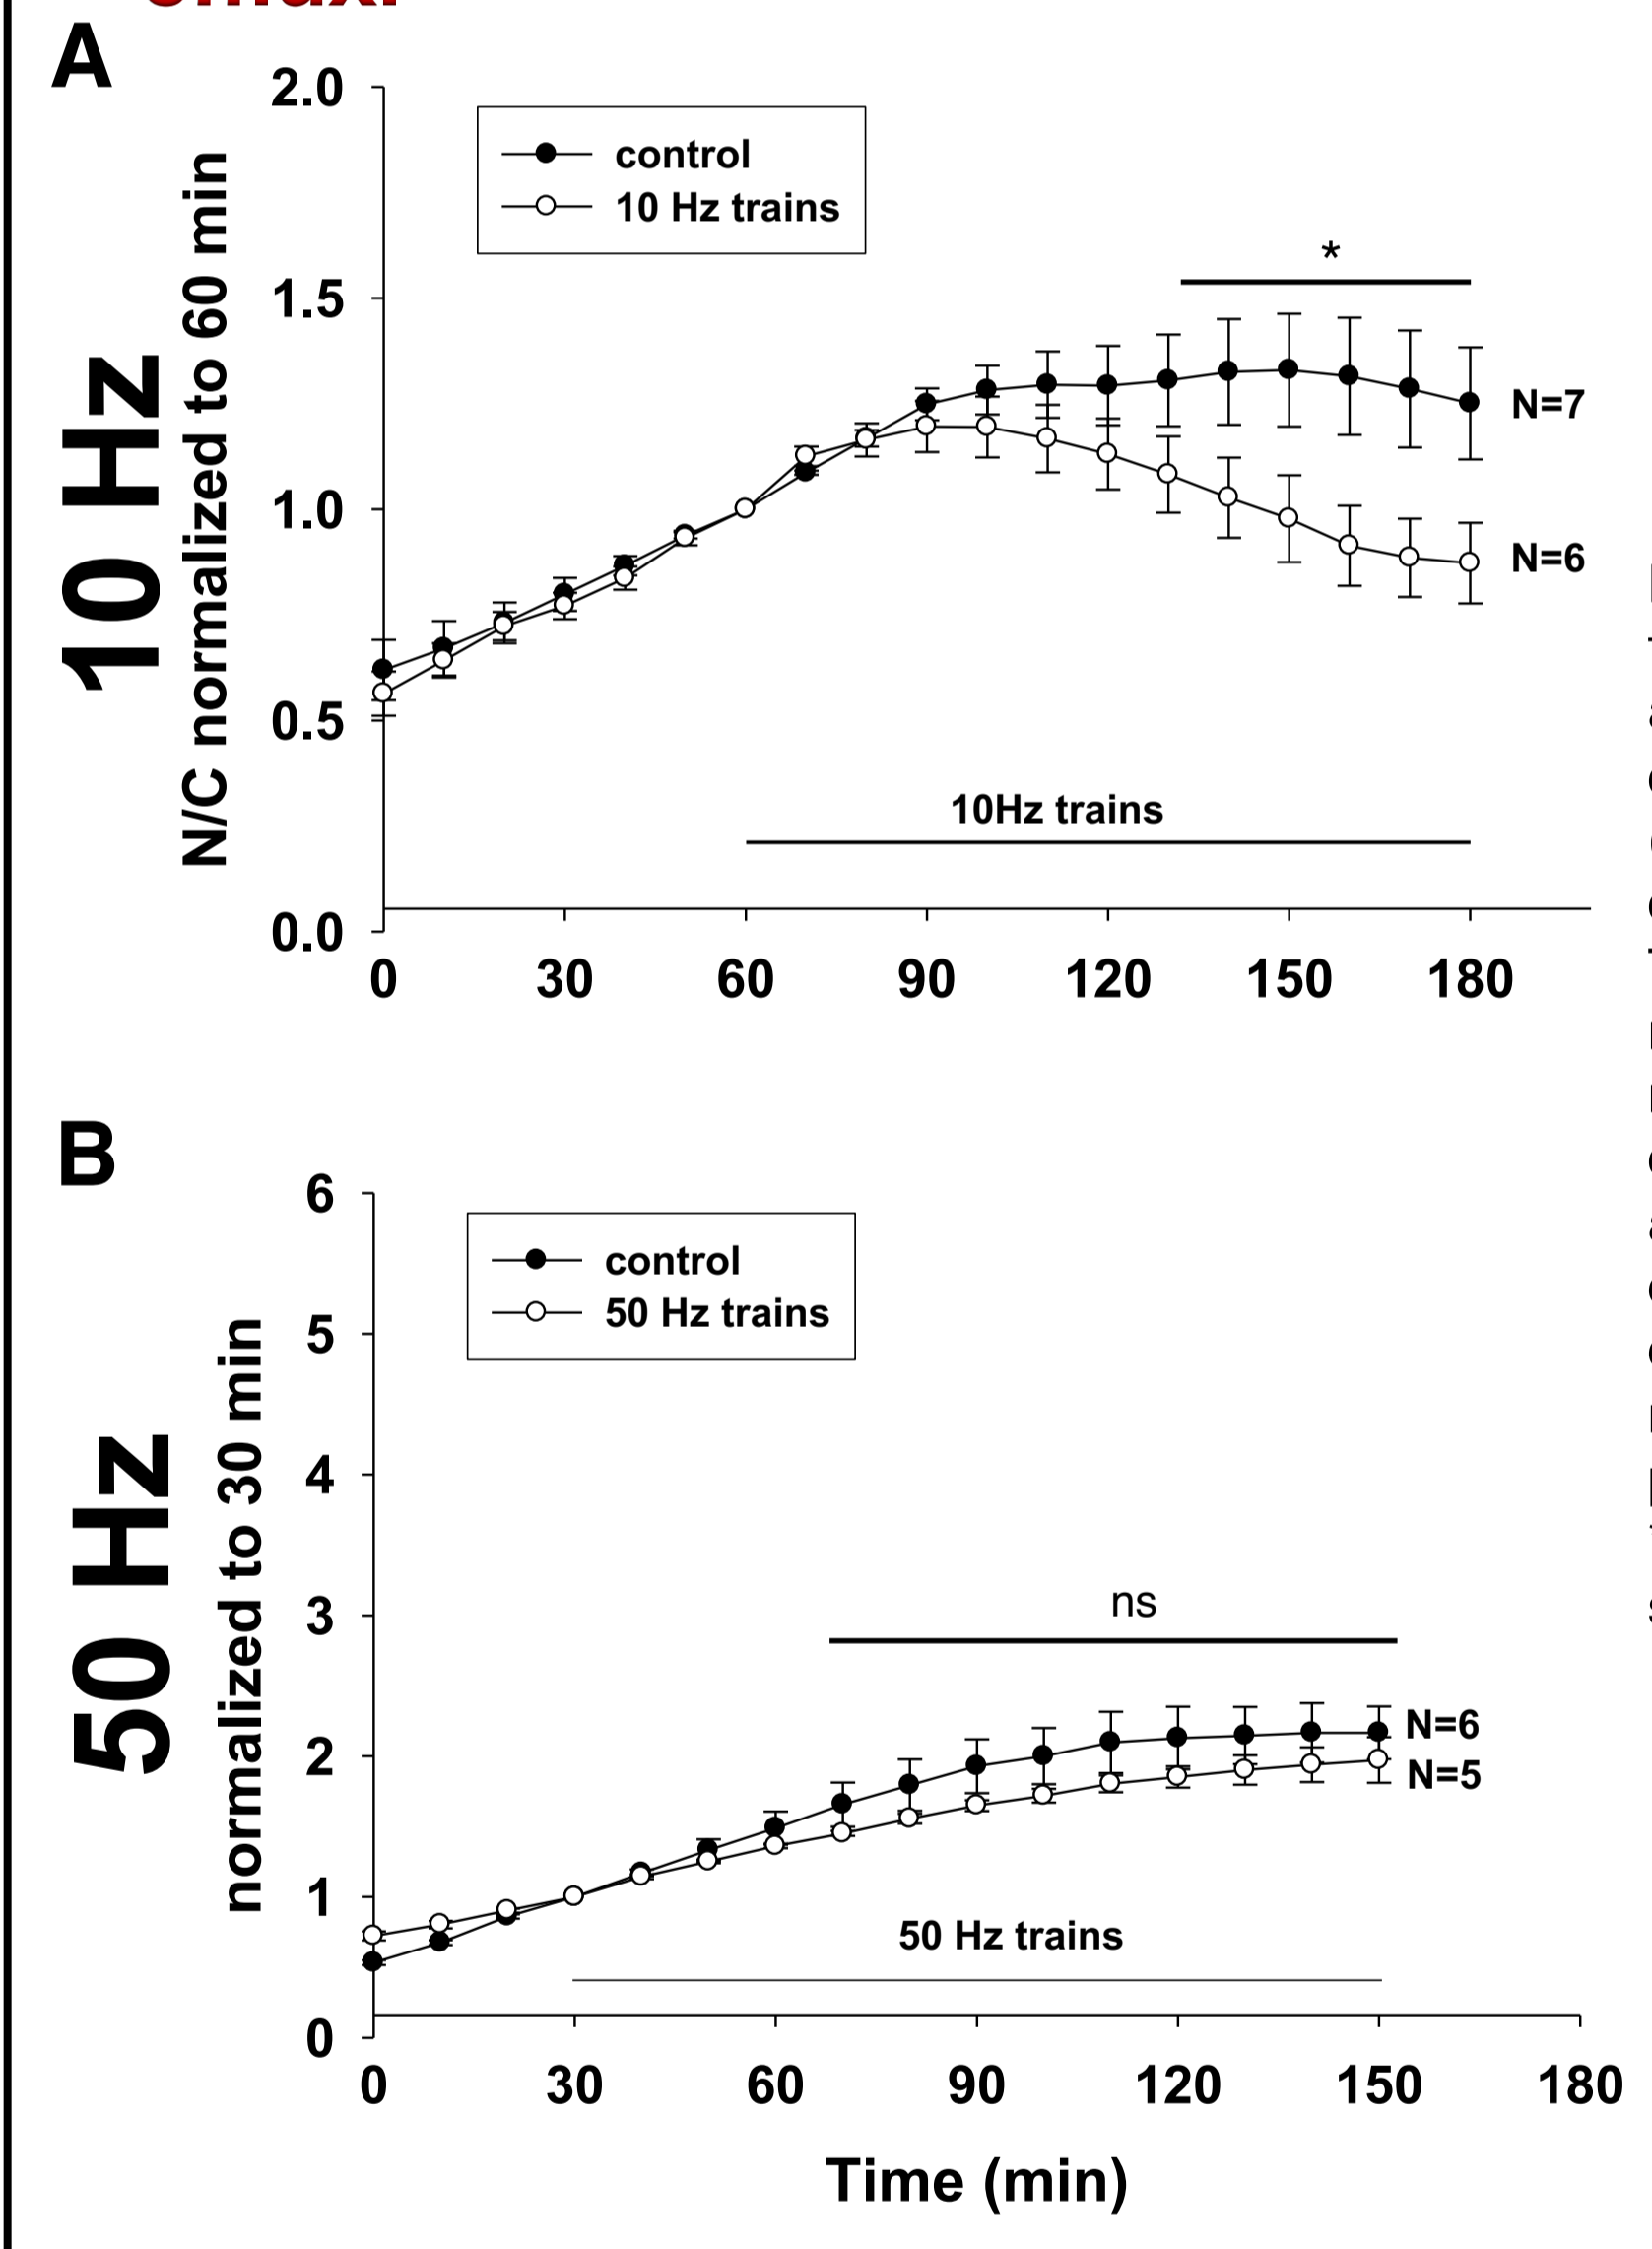 A
10 Hz
N/C normalized to 60 min
2.0
1.5
1.0
0.5
0.0
control
10 Hz trains
*
N=7
N=6
10Hz trains
0 30 60 90 120 150 180
B
50 Hz
normalized to 30 min
6
5
4
3
2
1
0
control
50 Hz trains
ns
N=6
N=5
50 Hz trains
0 30 60 90 120 150 180
Time (min)